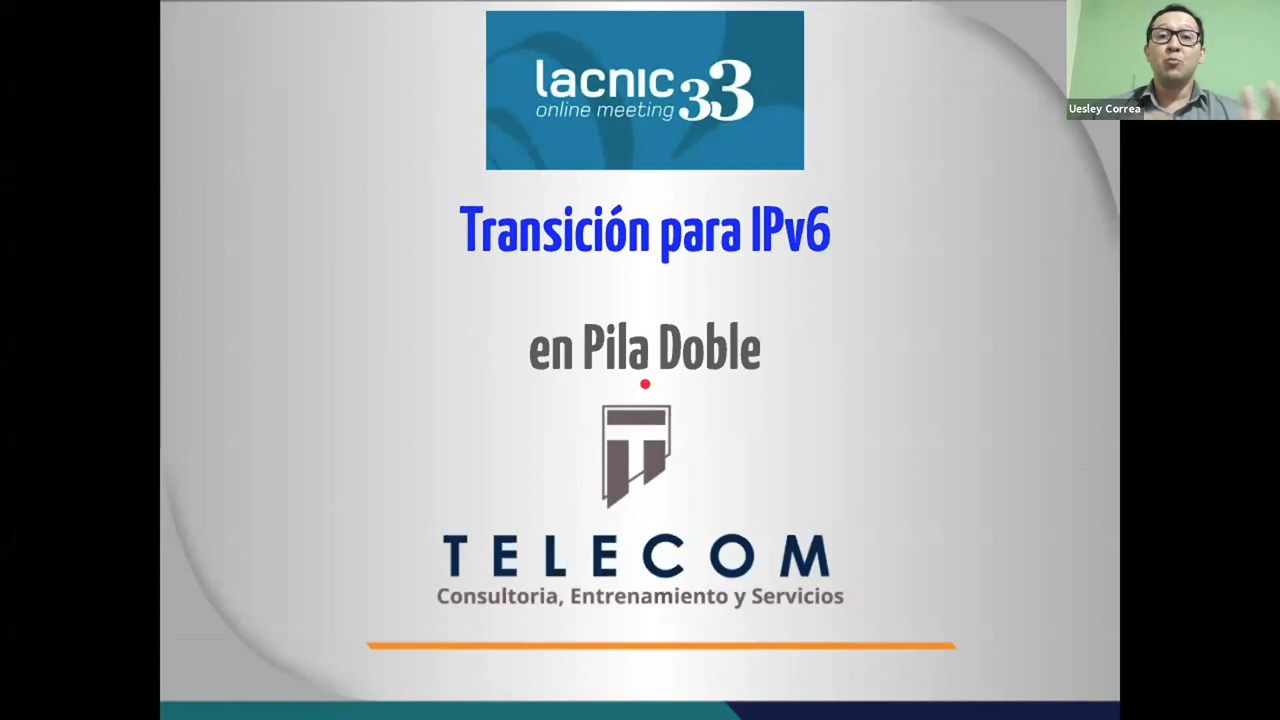 lacnic 33
online meeting
Uesley Correa
Transición para IPv6
en Pila Doble
TELECOM
Consultoria, Entrenamiento y Servicios